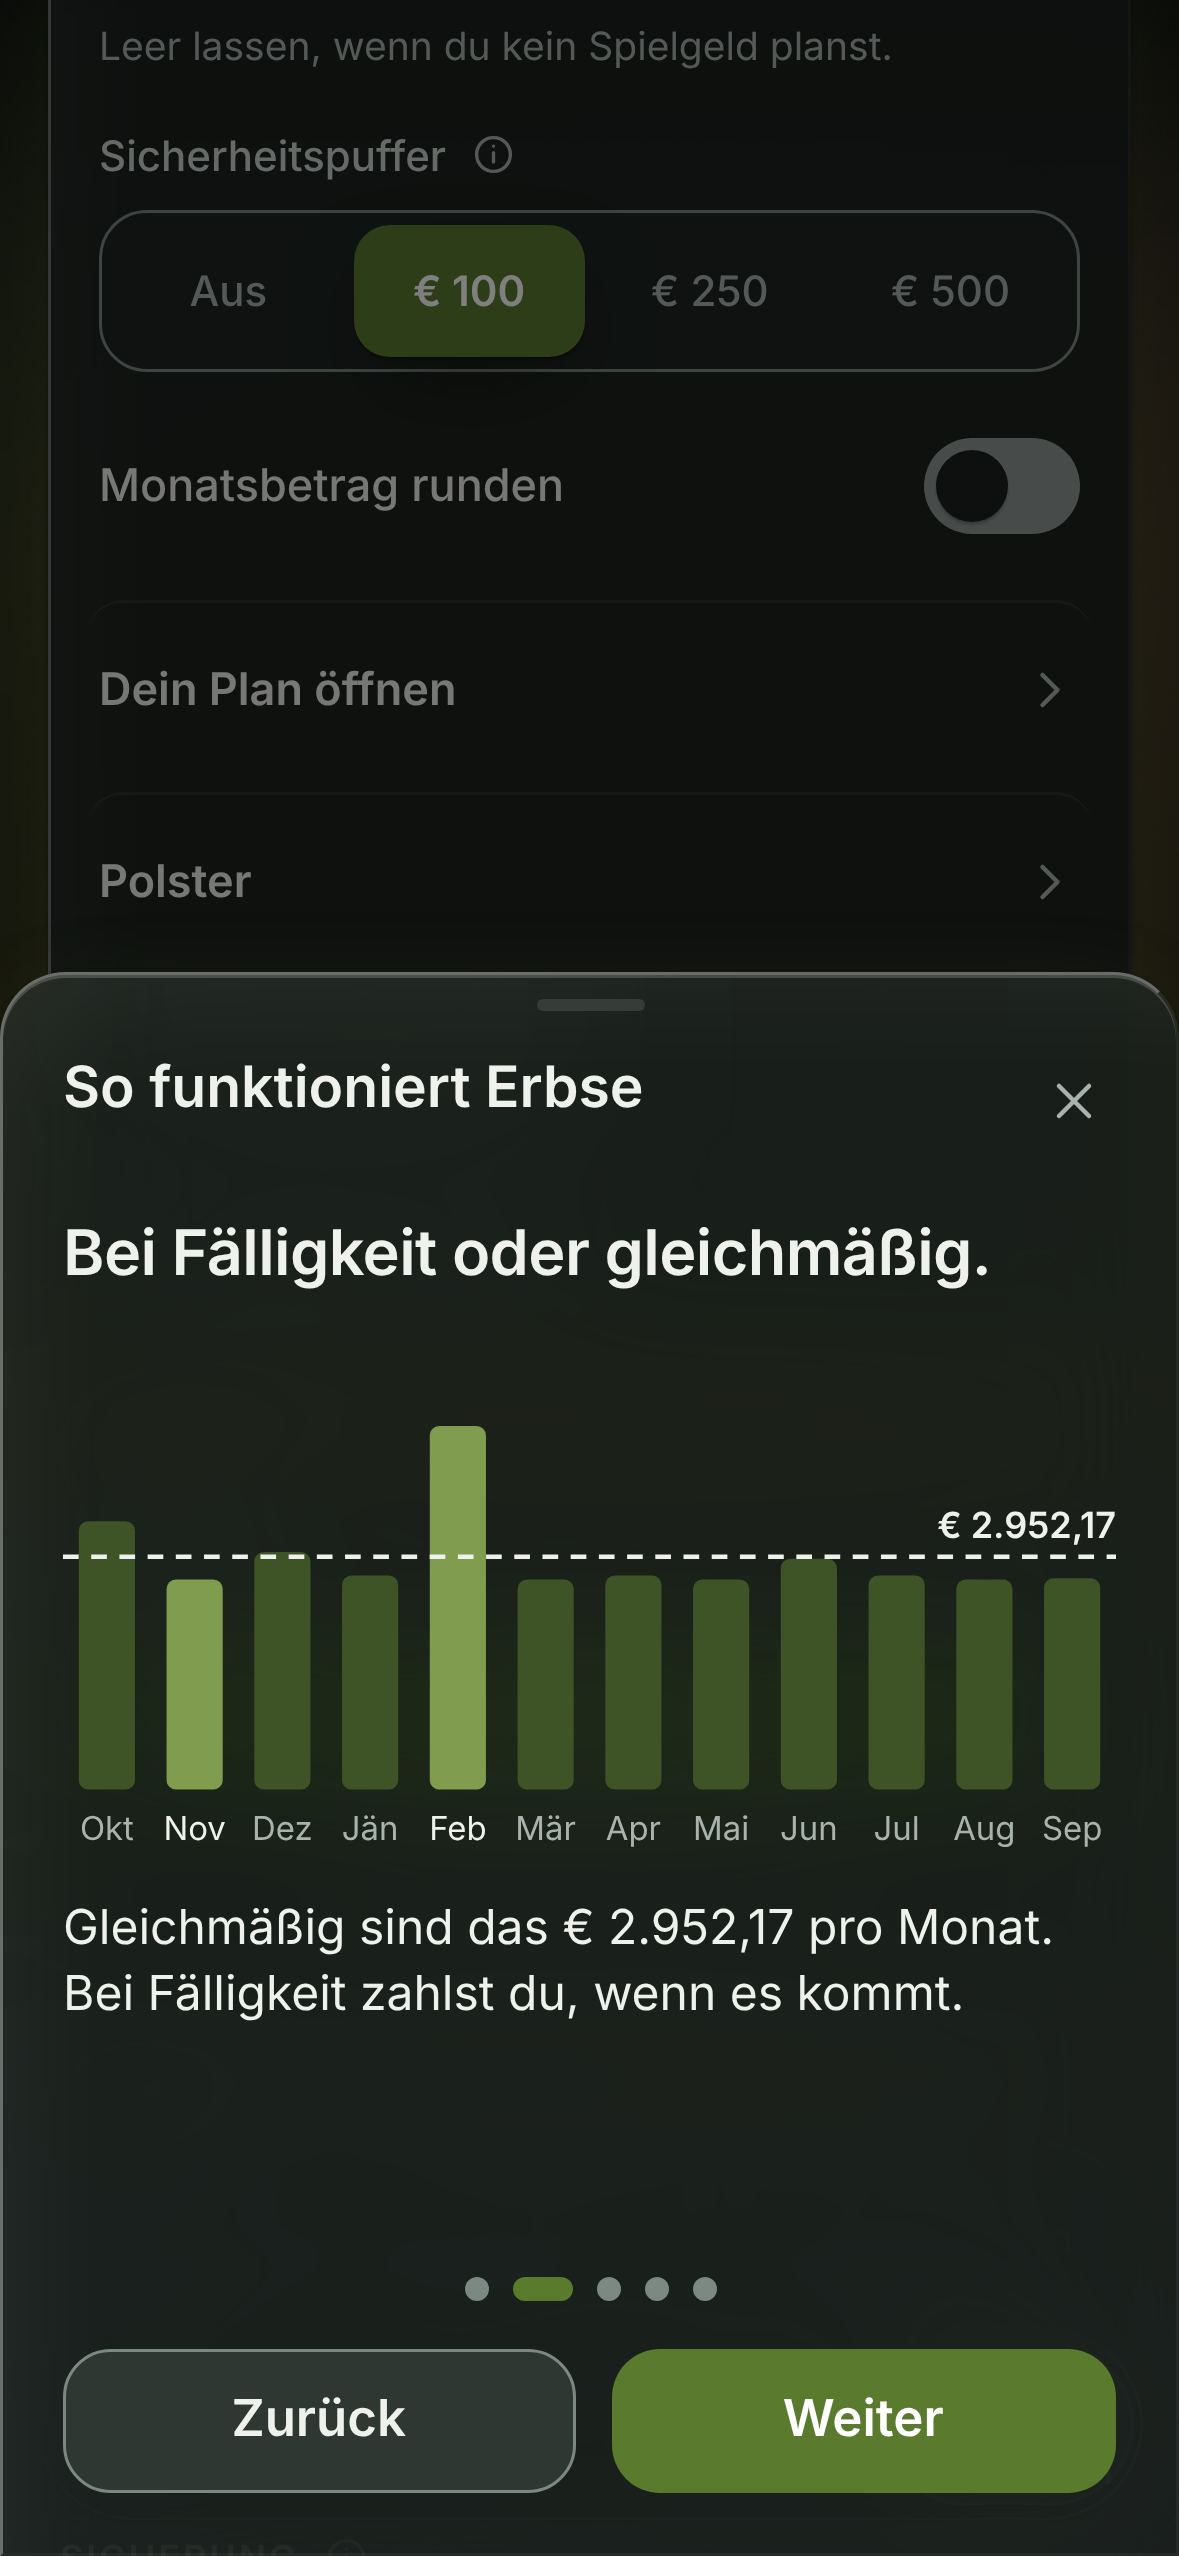 Leer lassen, wenn du kein Spielgeld planst.
Sicherheitspuffer
Aus
€ 100
€ 250
€ 500
Monatsbetrag runden
Dein Plan öffnen
Polster
So funktioniert Erbse
Bei Fälligkeit oder gleichmäßig.
€ 2.952,17
Okt Nov Dez Jän Feb Mär Apr Mai Jun Jul Aug Sep
Gleichmäßig sind das € 2.952,17 pro Monat.
Bei Fälligkeit zahlst du, wenn es kommt.
Zurück
Weiter